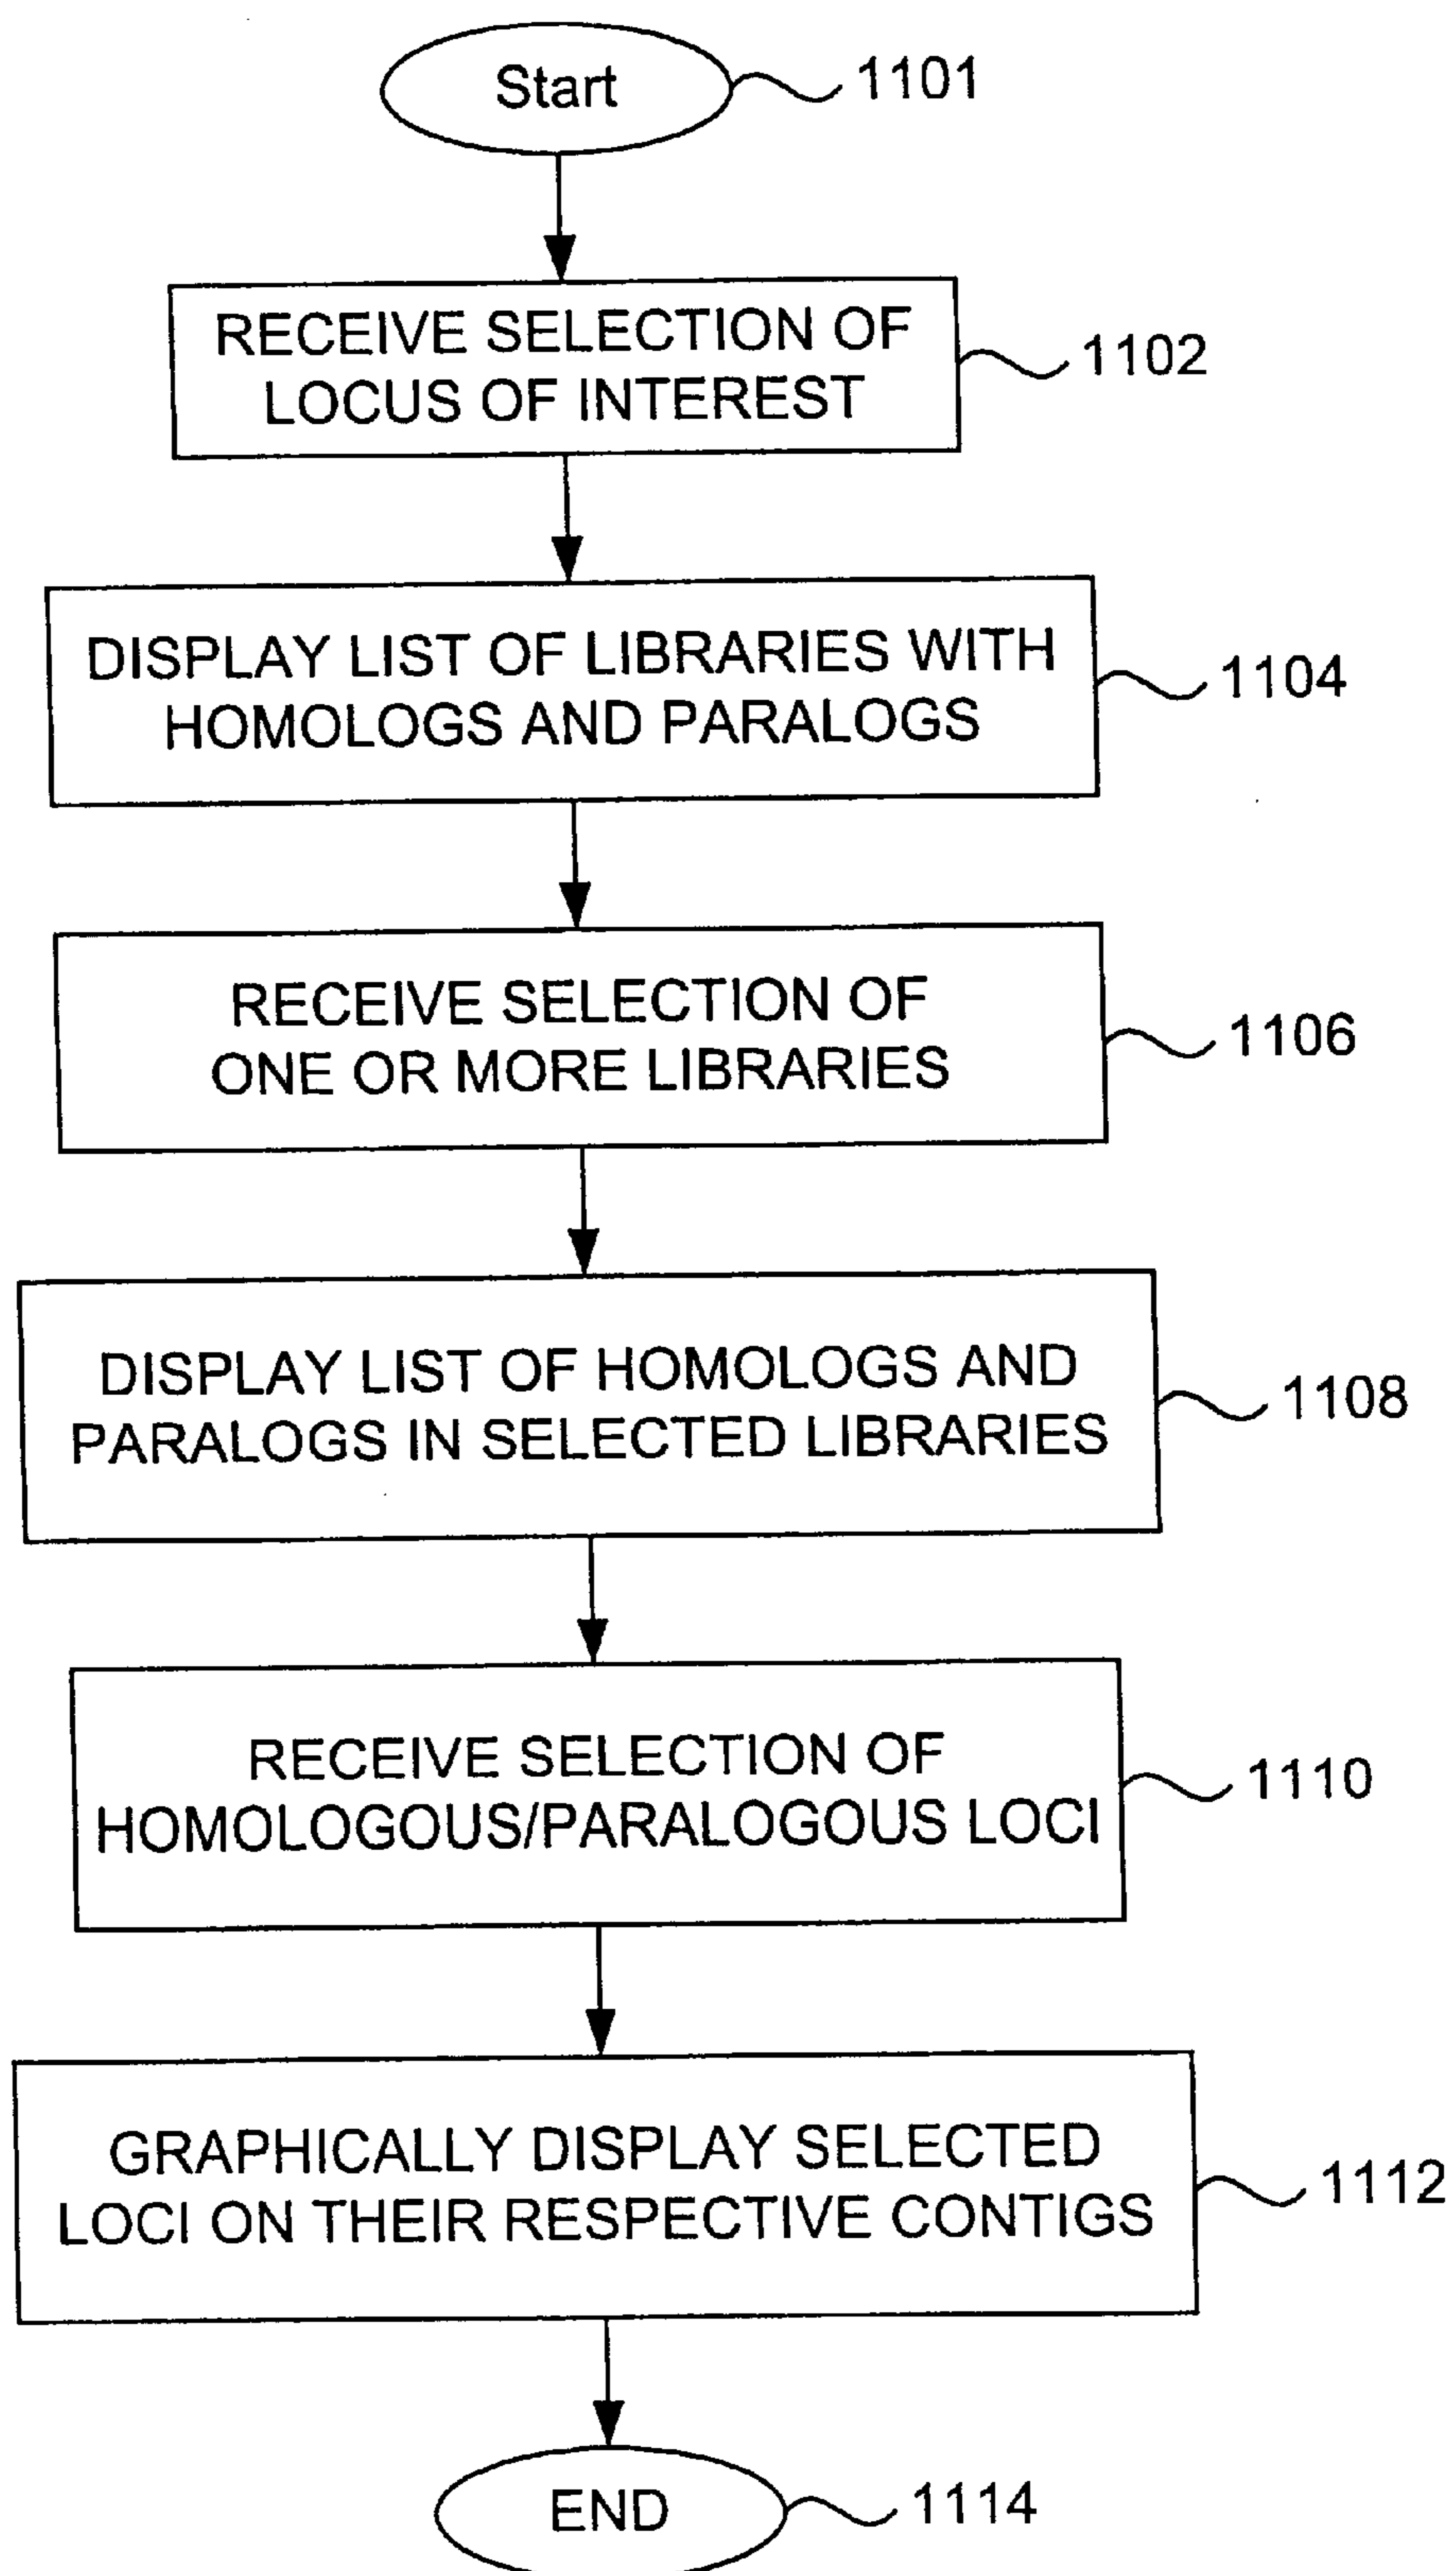 Start
1101
RECEIVE SELECTION OF
LOCUS OF INTEREST
1102
DISPLAY LIST OF LIBRARIES WITH
HOMOLOGS AND PARALOGS
1104
RECEIVE SELECTION OF
ONE OR MORE LIBRARIES
1106
DISPLAY LIST OF HOMOLOGS AND
PARALOGS IN SELECTED LIBRARIES
1108
RECEIVE SELECTION OF
HOMOLOGOUS/PARALOGOUS LOCI
1110
GRAPHICALLY DISPLAY SELECTED
LOCI ON THEIR RESPECTIVE CONTIGS
1112
END
1114